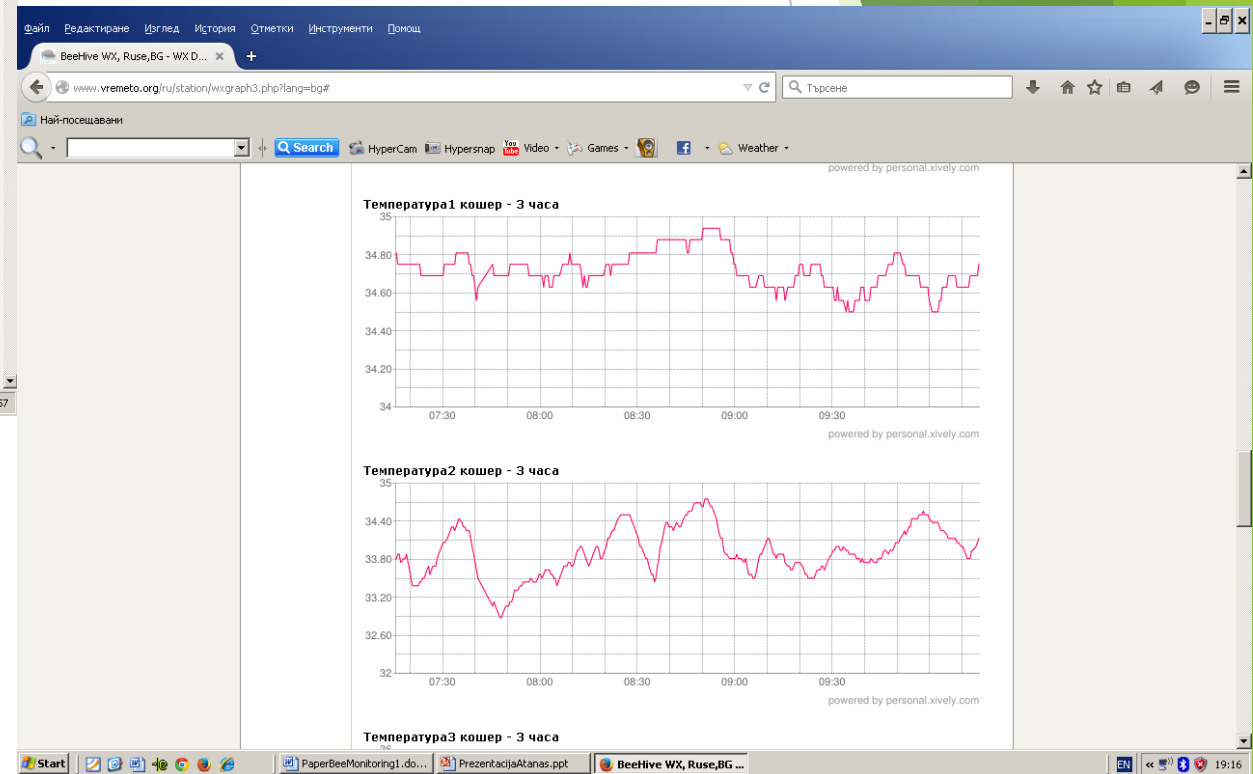 Файл Редактиране Изглед История Отметки Инструменти Помощ
BeeHive WX, Ruse,BG - WX D...
www.vremeto.org/ru/station/wxgraph3.php?lang=bg#
Търсене
Най-посещавани
Search HyperCam Hypersnap You Tube Video Games Weather
powered by personal.xively.com
Температура1 кошер - 3 часа
35
34.80
34.60
34.40
34.20
34
07:30 08:00 08:30 09:00 09:30
powered by personal.xively.com
Температура2 кошер - 3 часа
35
34.40
33.80
33.20
32.60
32
07:30 08:00 08:30 09:00 09:30
powered by personal.xively.com
Температура3 кошер - 3 часа
Start PaperBeeMonitoring1.do... PrezentacijaAtanas.ppt BeeHive WX, Ruse,BG ... EN 19:16